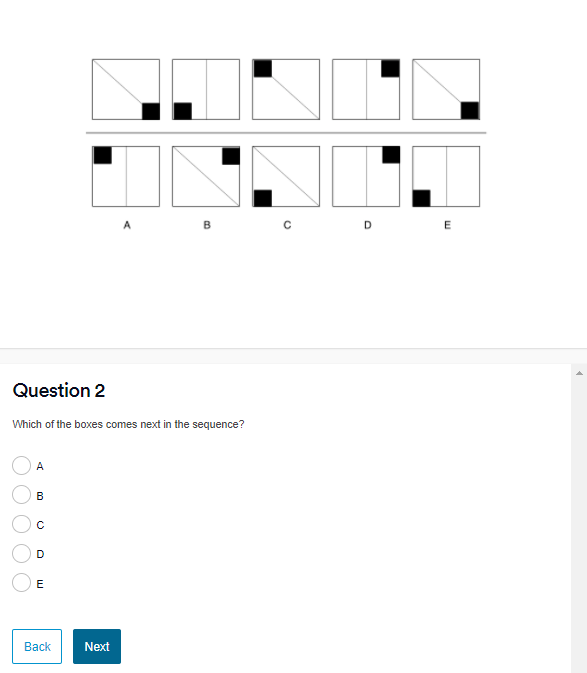 A B C D E
Question 2
Which of the boxes comes next in the sequence?
A
B
C
D
E
Back Next